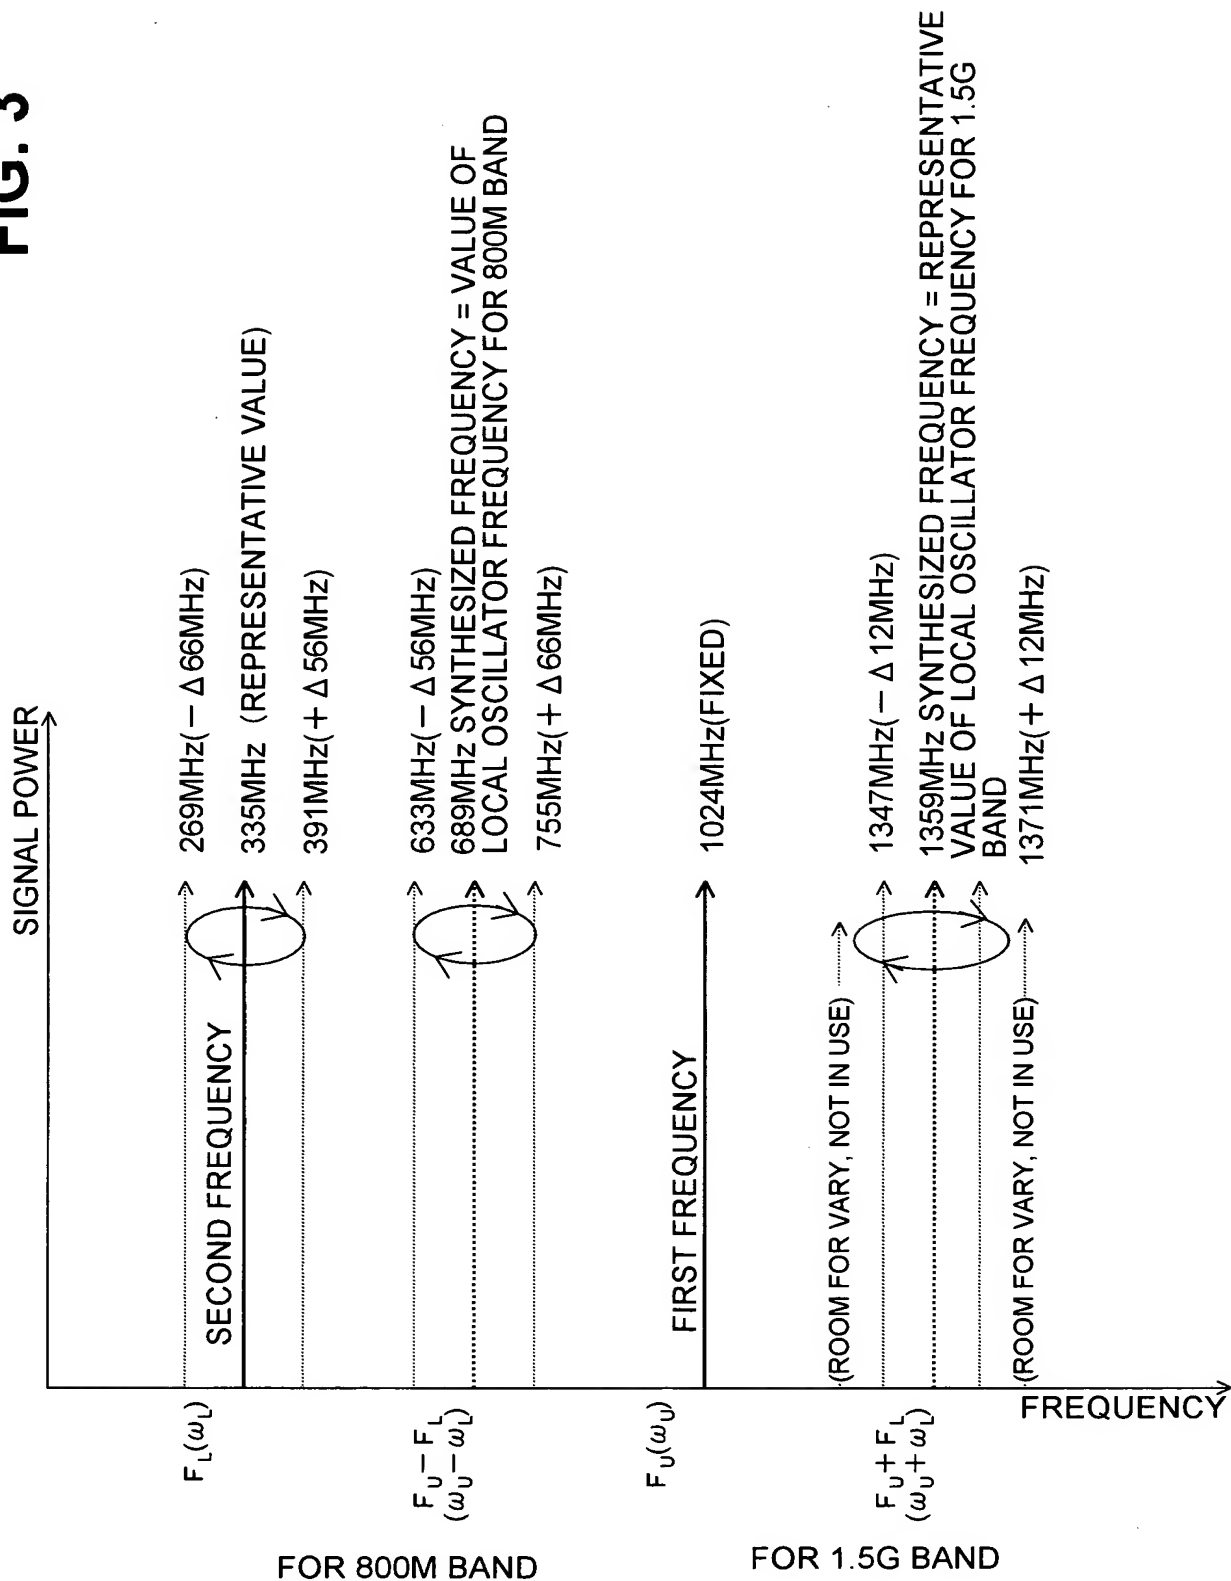 FIG. 3
SIGNAL POWER
269MHz(−Δ66MHz)
335MHz (REPRESENTATIVE VALUE)
391MHz(+Δ56MHz)
633MHz(−Δ56MHz)
689MHz SYNTHESIZED FREQUENCY = VALUE OF
LOCAL OSCILLATOR FREQUENCY FOR 800M BAND
755MHz(+Δ66MHz)
1024MHz(FIXED)
1347MHz(−Δ12MHz)
1359MHz SYNTHESIZED FREQUENCY = REPRESENTATIVE
VALUE OF LOCAL OSCILLATOR FREQUENCY FOR 1.5G
BAND
1371MHz(+Δ12MHz)
SECOND FREQUENCY
FIRST FREQUENCY
(ROOM FOR VARY, NOT IN USE)
(ROOM FOR VARY, NOT IN USE)
FREQUENCY
F_L(ω_L)
F_U−F_L
(ω_U−ω_L)
F_U(ω_U)
F_U+F_L
(ω_U+ω_L)
FOR 800M BAND
FOR 1.5G BAND